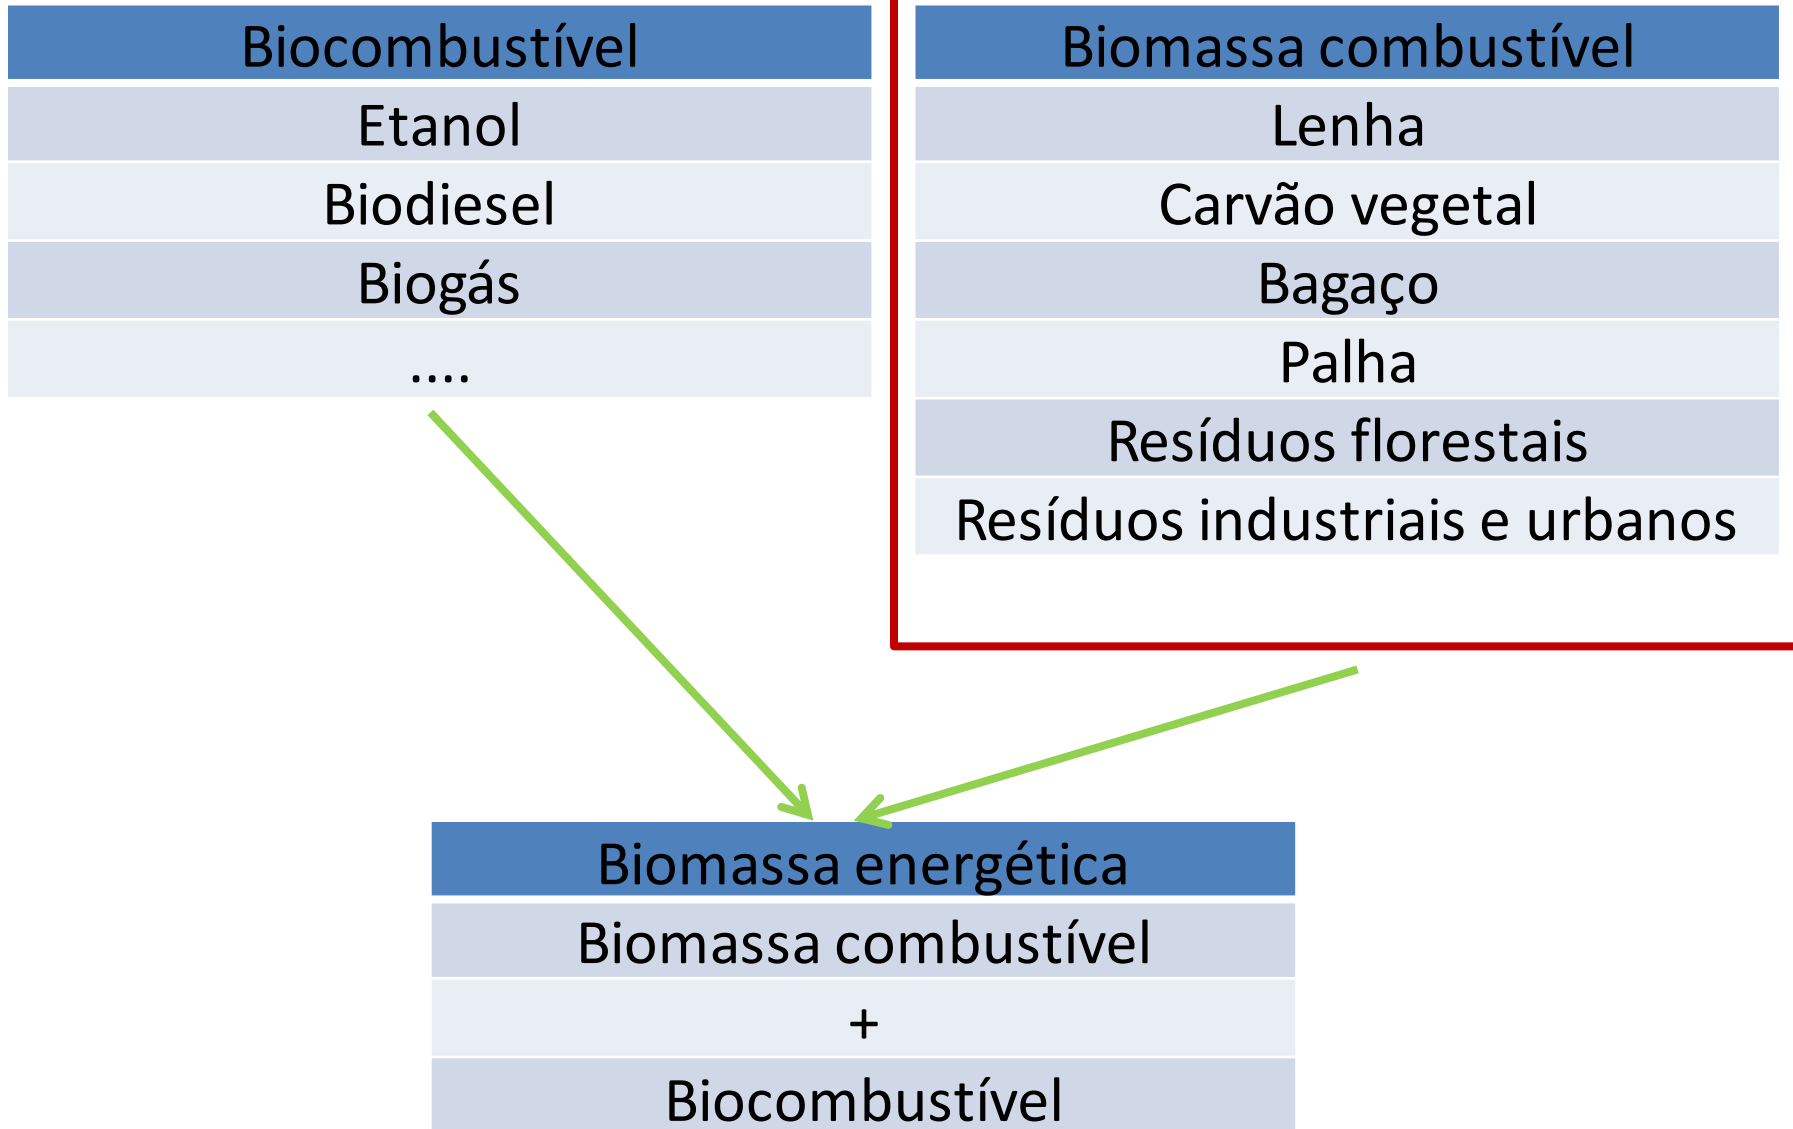 Biocombustível
Etanol
Biodiesel
Biogás
....
Biomassa combustível
Lenha
Carvão vegetal
Bagaço
Palha
Resíduos florestais
Resíduos industriais e urbanos
Biomassa energética
Biomassa combustível
+
Biocombustível